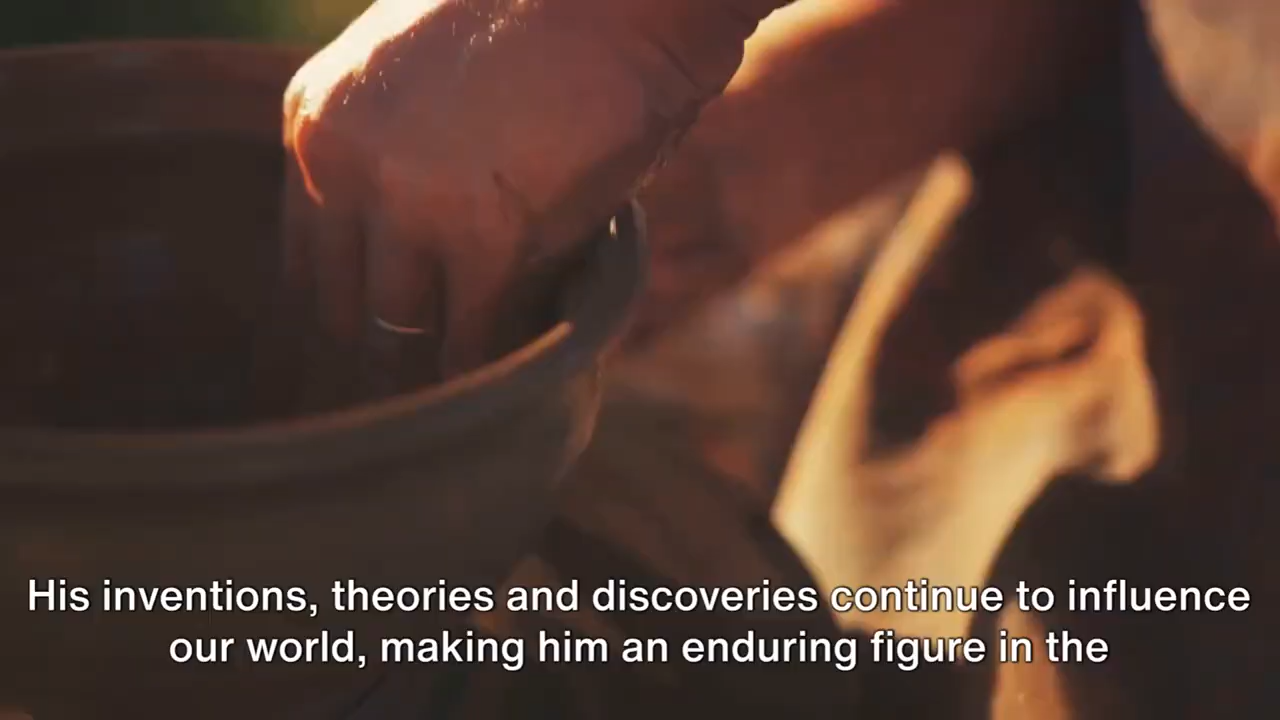 His inventions, theories and discoveries continue to influence
our world, making him an enduring figure in the